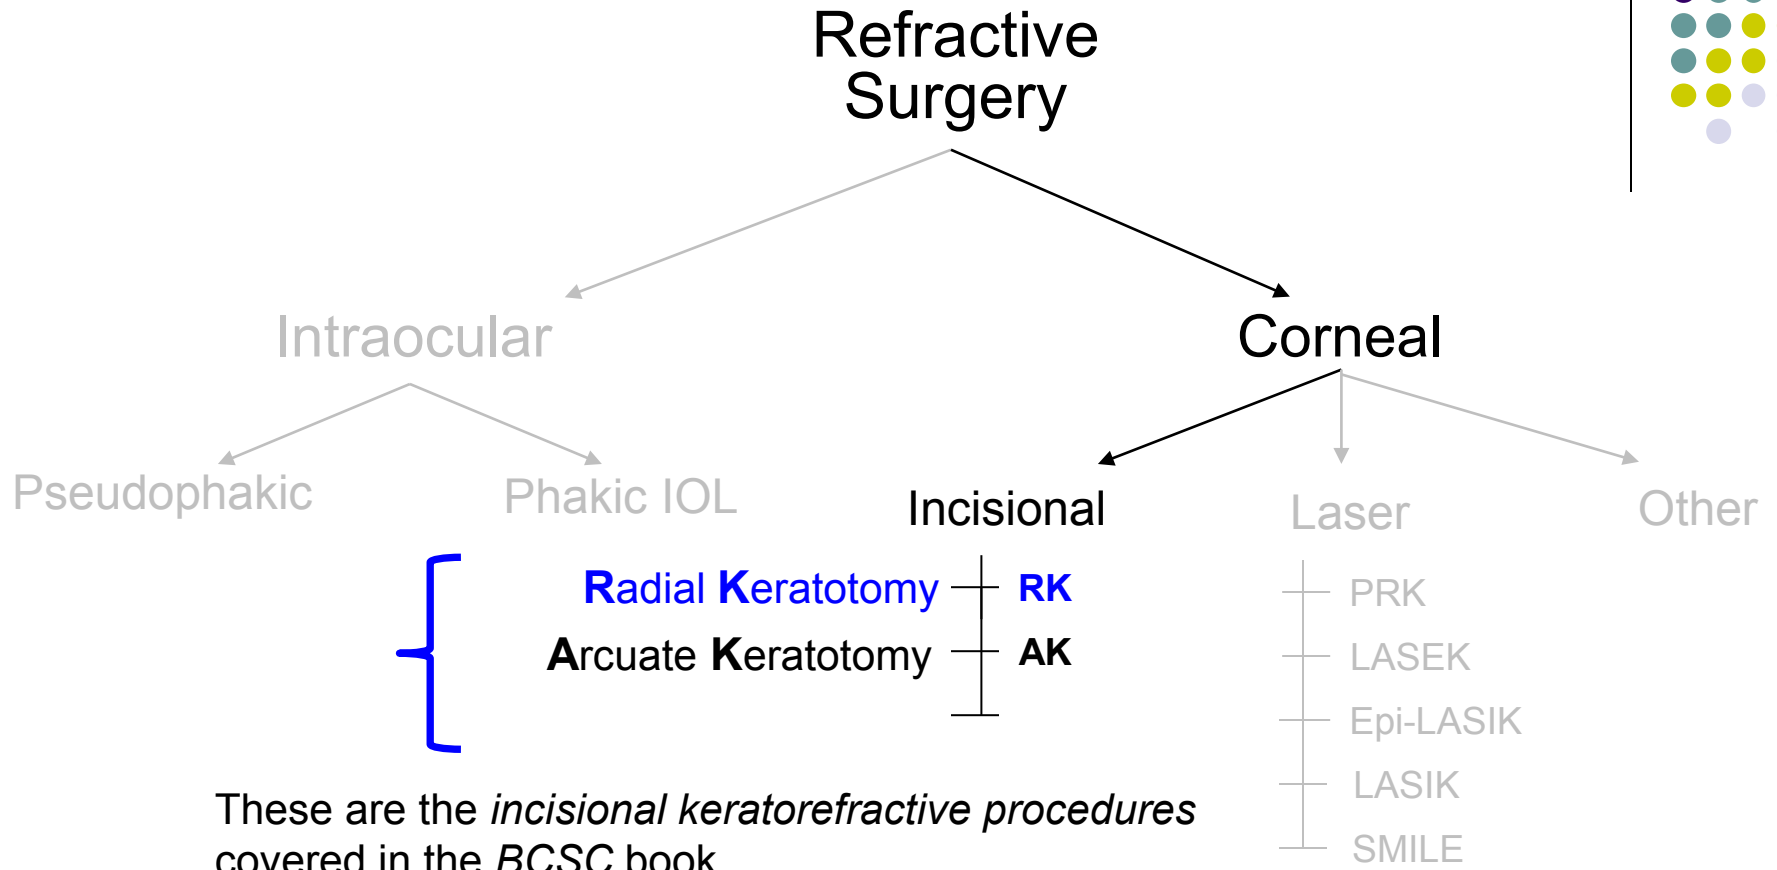 Refractive
Surgery
Intraocular
Corneal
Pseudophakic
Phakic IOL
Incisional
Laser
Other
Radial Keratotomy RK
Arcuate Keratotomy AK
PRK
LASEK
Epi-LASIK
LASIK
SMILE
These are the incisional keratorefractive procedures
covered in the BCSC book